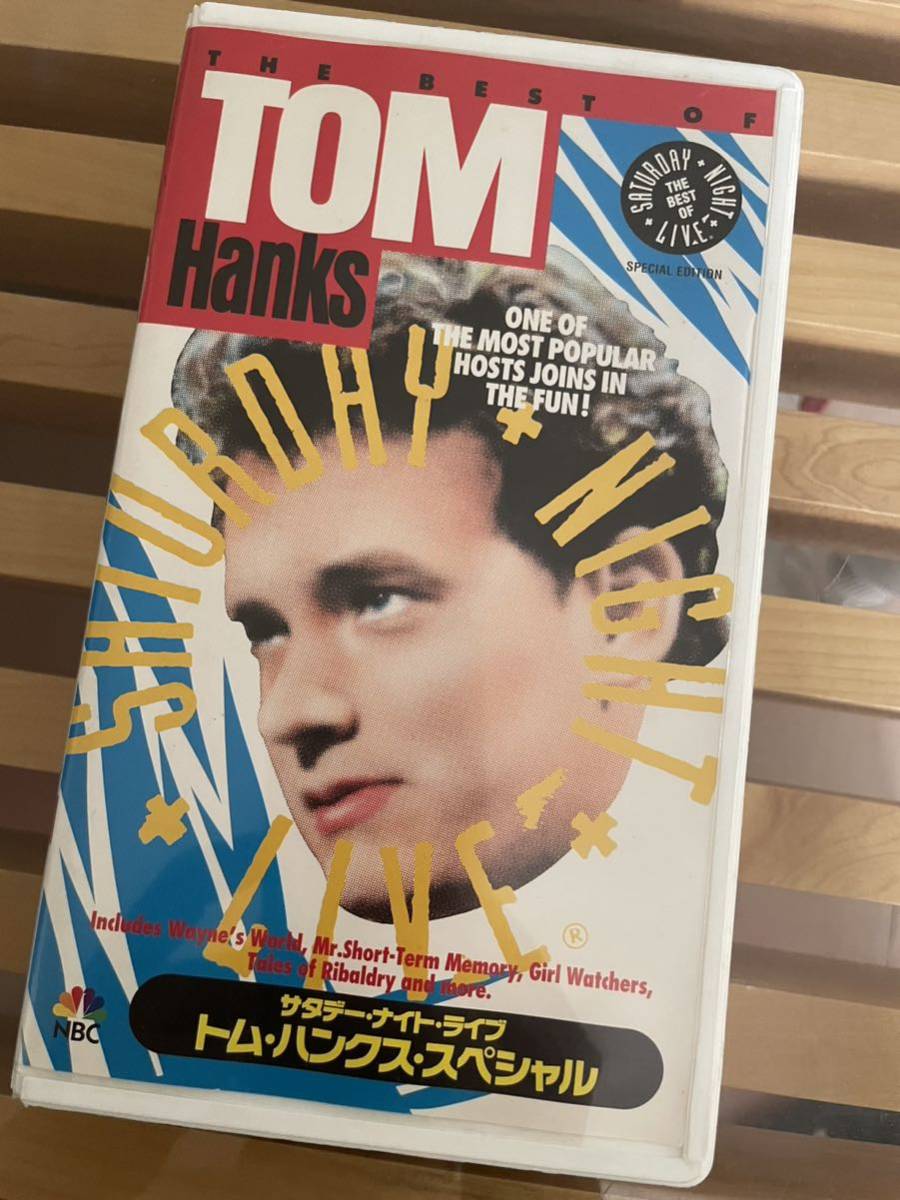 THE BEST OF
TOM
Hanks
SATURDAY NIGHT
THE
BEST
OF
LIVE
SPECIAL EDITION
ONE OF
THE MOST POPULAR
HOSTS JOINS IN
THE FUN!
SATURDAY NIGHT
LIVE ®
Includes Wayne's World, Mr.Short-Term Memory, Girl Watchers,
Tales of Ribaldry and more.
NBC
サタデー・ナイト・ライブ
トム・ハンクス・スペシャル